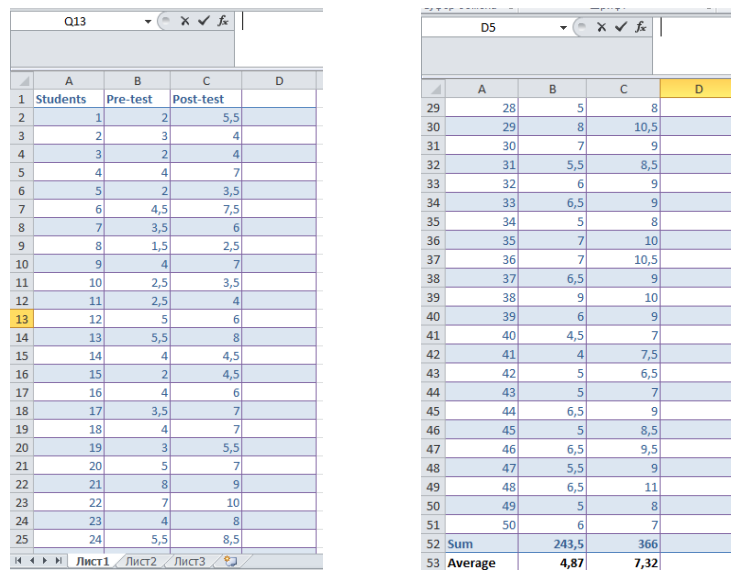 Q13 fx
A B C D
1 Students Pre-test Post-test
2 1 2 5,5
3 2 3 4
4 3 2 4
5 4 4 7
6 5 2 3,5
7 6 4,5 7,5
8 7 3,5 6
9 8 1,5 2,5
10 9 4 7
11 10 2,5 3,5
12 11 2,5 4
13 12 5 6
14 13 5,5 8
15 14 4 4,5
16 15 2 4,5
17 16 4 6
18 17 3,5 7
19 18 4 7
20 19 3 5,5
21 20 5 7
22 21 8 9
23 22 7 10
24 23 4 8
25 24 5,5 8,5
Лист1 Лист2 Лист3
D5 fx
A B C D
29 28 5 8
30 29 8 10,5
31 30 7 9
32 31 5,5 8,5
33 32 6 9
34 33 6,5 9
35 34 5 8
36 35 7 10
37 36 7 10,5
38 37 6,5 9
39 38 9 10
40 39 6 9
41 40 4,5 7
42 41 4 7,5
43 42 5 6,5
44 43 5 7
45 44 6,5 9
46 45 5 8,5
47 46 6,5 9,5
48 47 5,5 9
49 48 6,5 11
50 49 5 8
51 50 6 7
52 Sum 243,5 366
53 Average 4,87 7,32